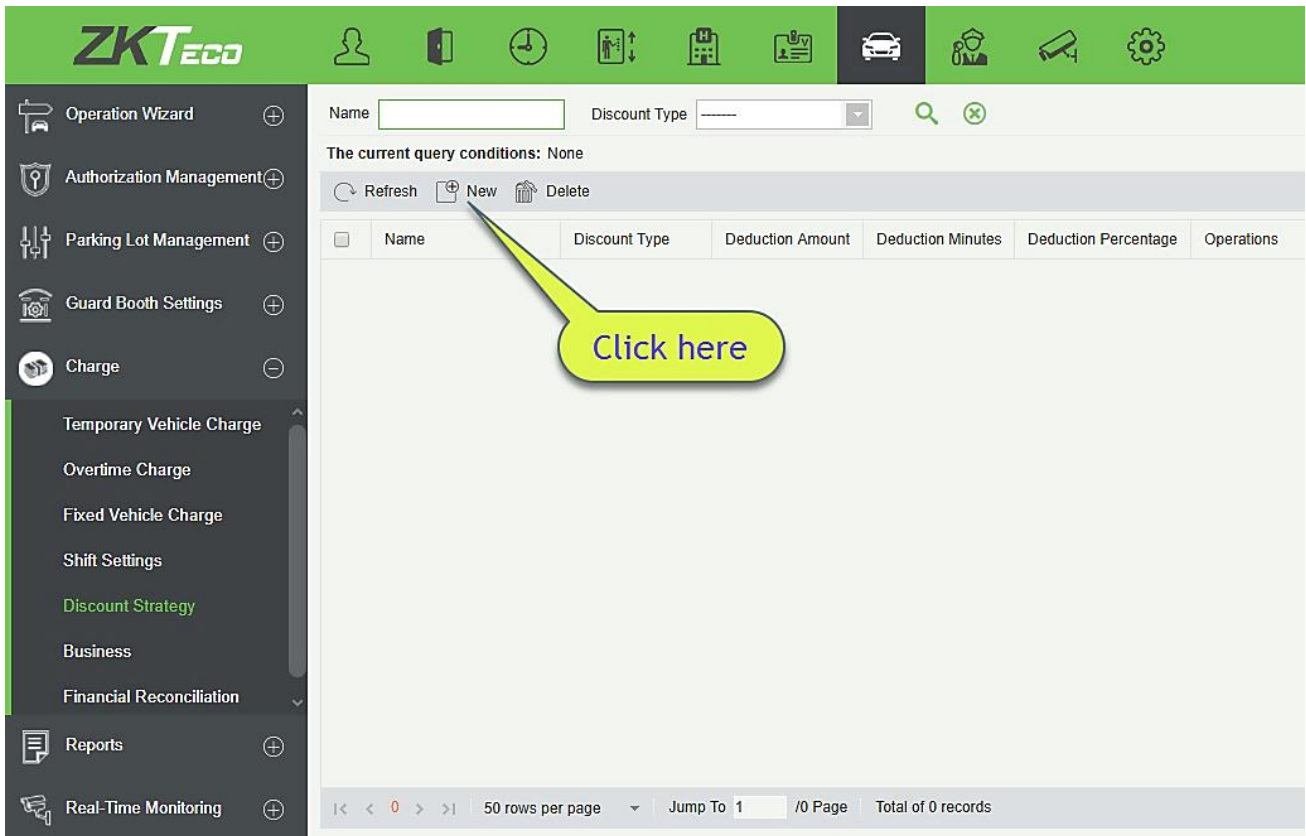 ZKTECO
Operation Wizard
Authorization Management
Parking Lot Management
Guard Booth Settings
Charge
Temporary Vehicle Charge
Overtime Charge
Fixed Vehicle Charge
Shift Settings
Discount Strategy
Business
Financial Reconciliation
Reports
Real-Time Monitoring
Name Discount Type -------
The current query conditions: None
Refresh New Delete
Name Discount Type Deduction Amount Deduction Minutes Deduction Percentage Operations
Click here
|< < 0 > >| 50 rows per page Jump To 1 /0 Page Total of 0 records